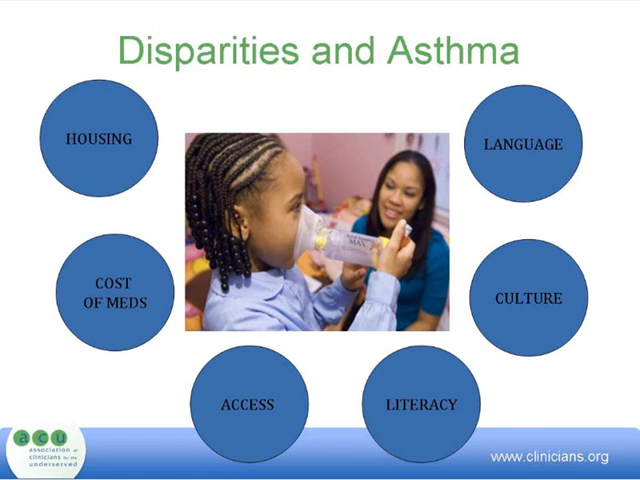 Disparities and Asthma
HOUSING
LANGUAGE
COST
OF MEDS
CULTURE
ACCESS
LITERACY
MAX
acu
association of
clinicians for the
underserved
www.clinicians.org